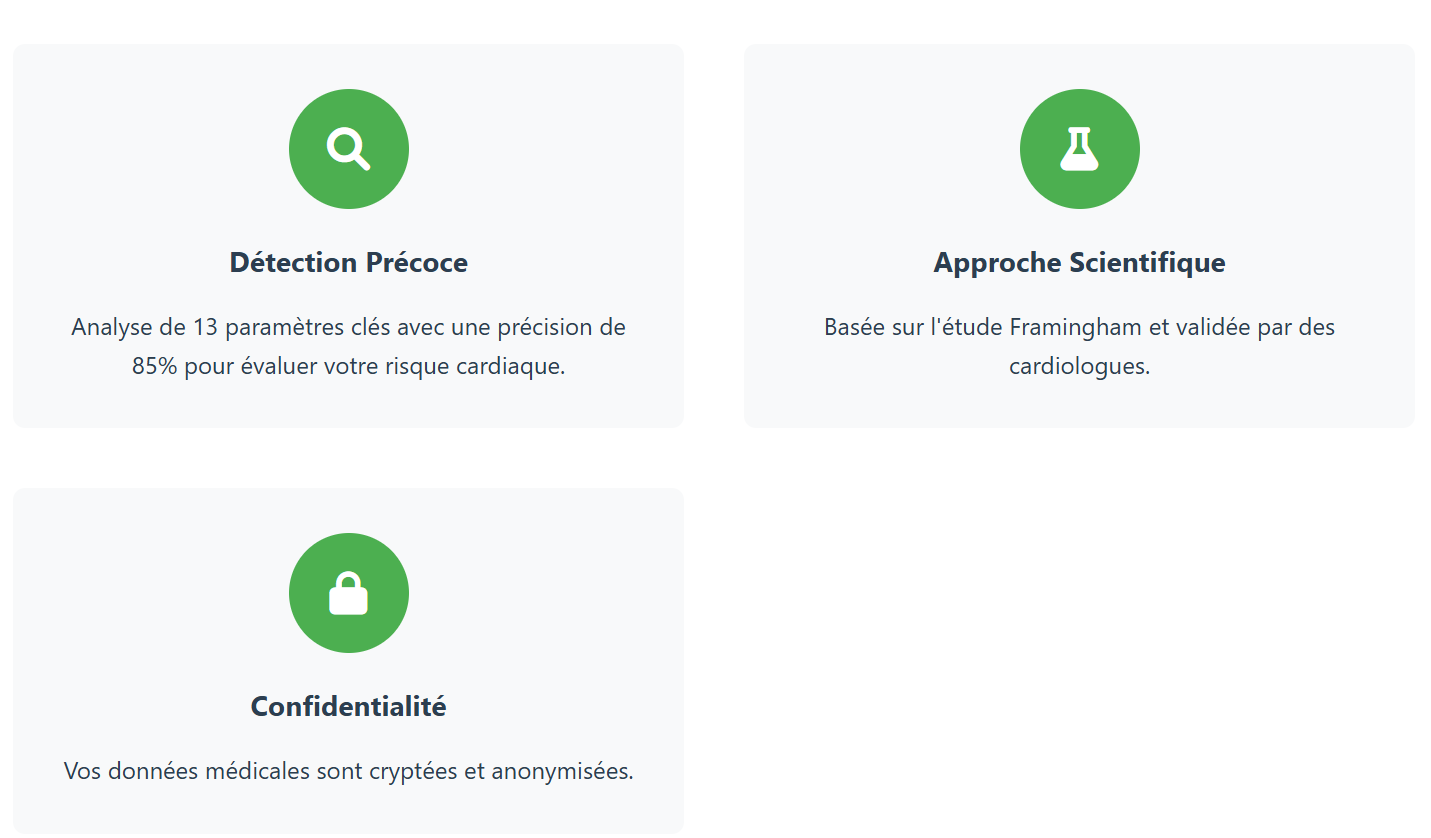 Détection Précoce
Analyse de 13 paramètres clés avec une précision de
85% pour évaluer votre risque cardiaque.
Approche Scientifique
Basée sur l'étude Framingham et validée par des
cardiologues.
Confidentialité
Vos données médicales sont cryptées et anonymisées.